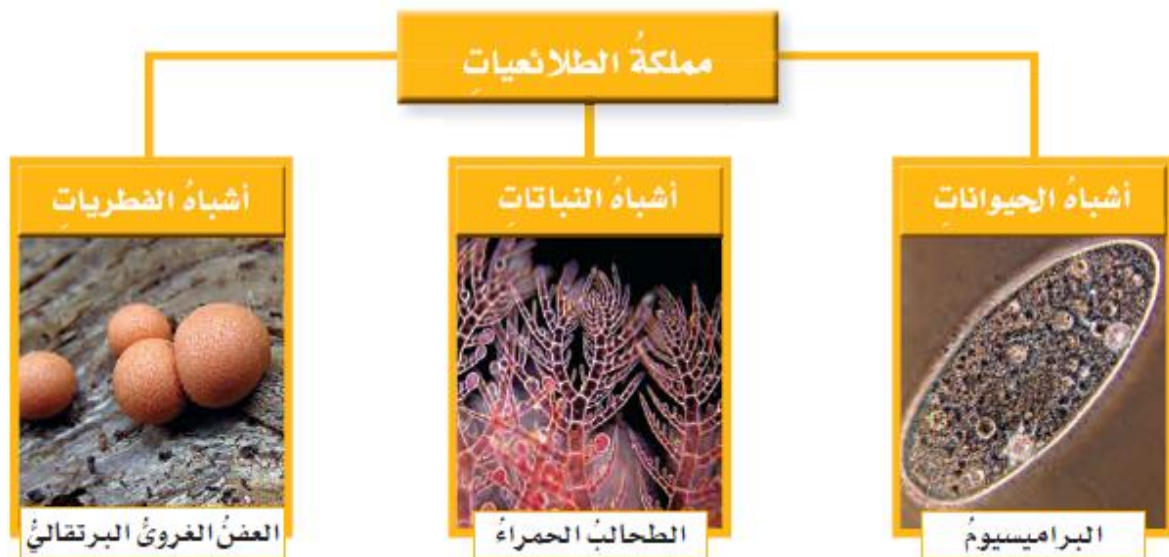 مملكةُ الطلائعياتِ
أشباهُ الحيواناتِ
أشباهُ النباتاتِ
أشباهُ الفطرياتِ
البراميسيومُ
الطحالبُ الحمراءُ
العفنُ الغرويُّ البرتقاليُّ